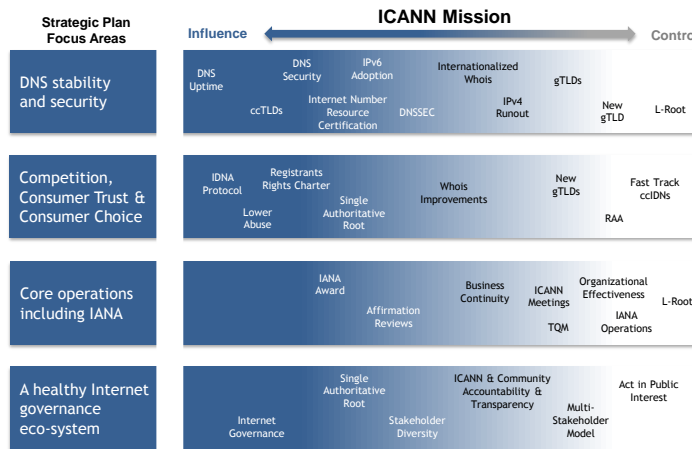 Strategic Plan
Focus Areas
ICANN Mission
Influence
Control
DNS stability
and security
DNS
Uptime
ccTLDs
DNS
Security
Internet Number
Resource
Certification
IPv6
Adoption
DNSSEC
Internationalized
Whois
IPv4
Runout
gTLDs
New
gTLD
L-Root
Competition,
Consumer Trust &
Consumer Choice
IDNA
Protocol
Lower
Abuse
Registrants
Rights Charter
Single
Authoritative
Root
Whois
Improvements
New
gTLDs
RAA
Fast Track
ccIDNs
Core operations
including IANA
IANA
Award
Affirmation
Reviews
Business
Continuity
ICANN
Meetings
TQM
Organizational
Effectiveness
IANA
Operations
L-Root
A healthy Internet
governance
eco-system
Internet
Governance
Single
Authoritative
Root
Stakeholder
Diversity
ICANN & Community
Accountability &
Transparency
Multi-
Stakeholder
Model
Act in Public
Interest